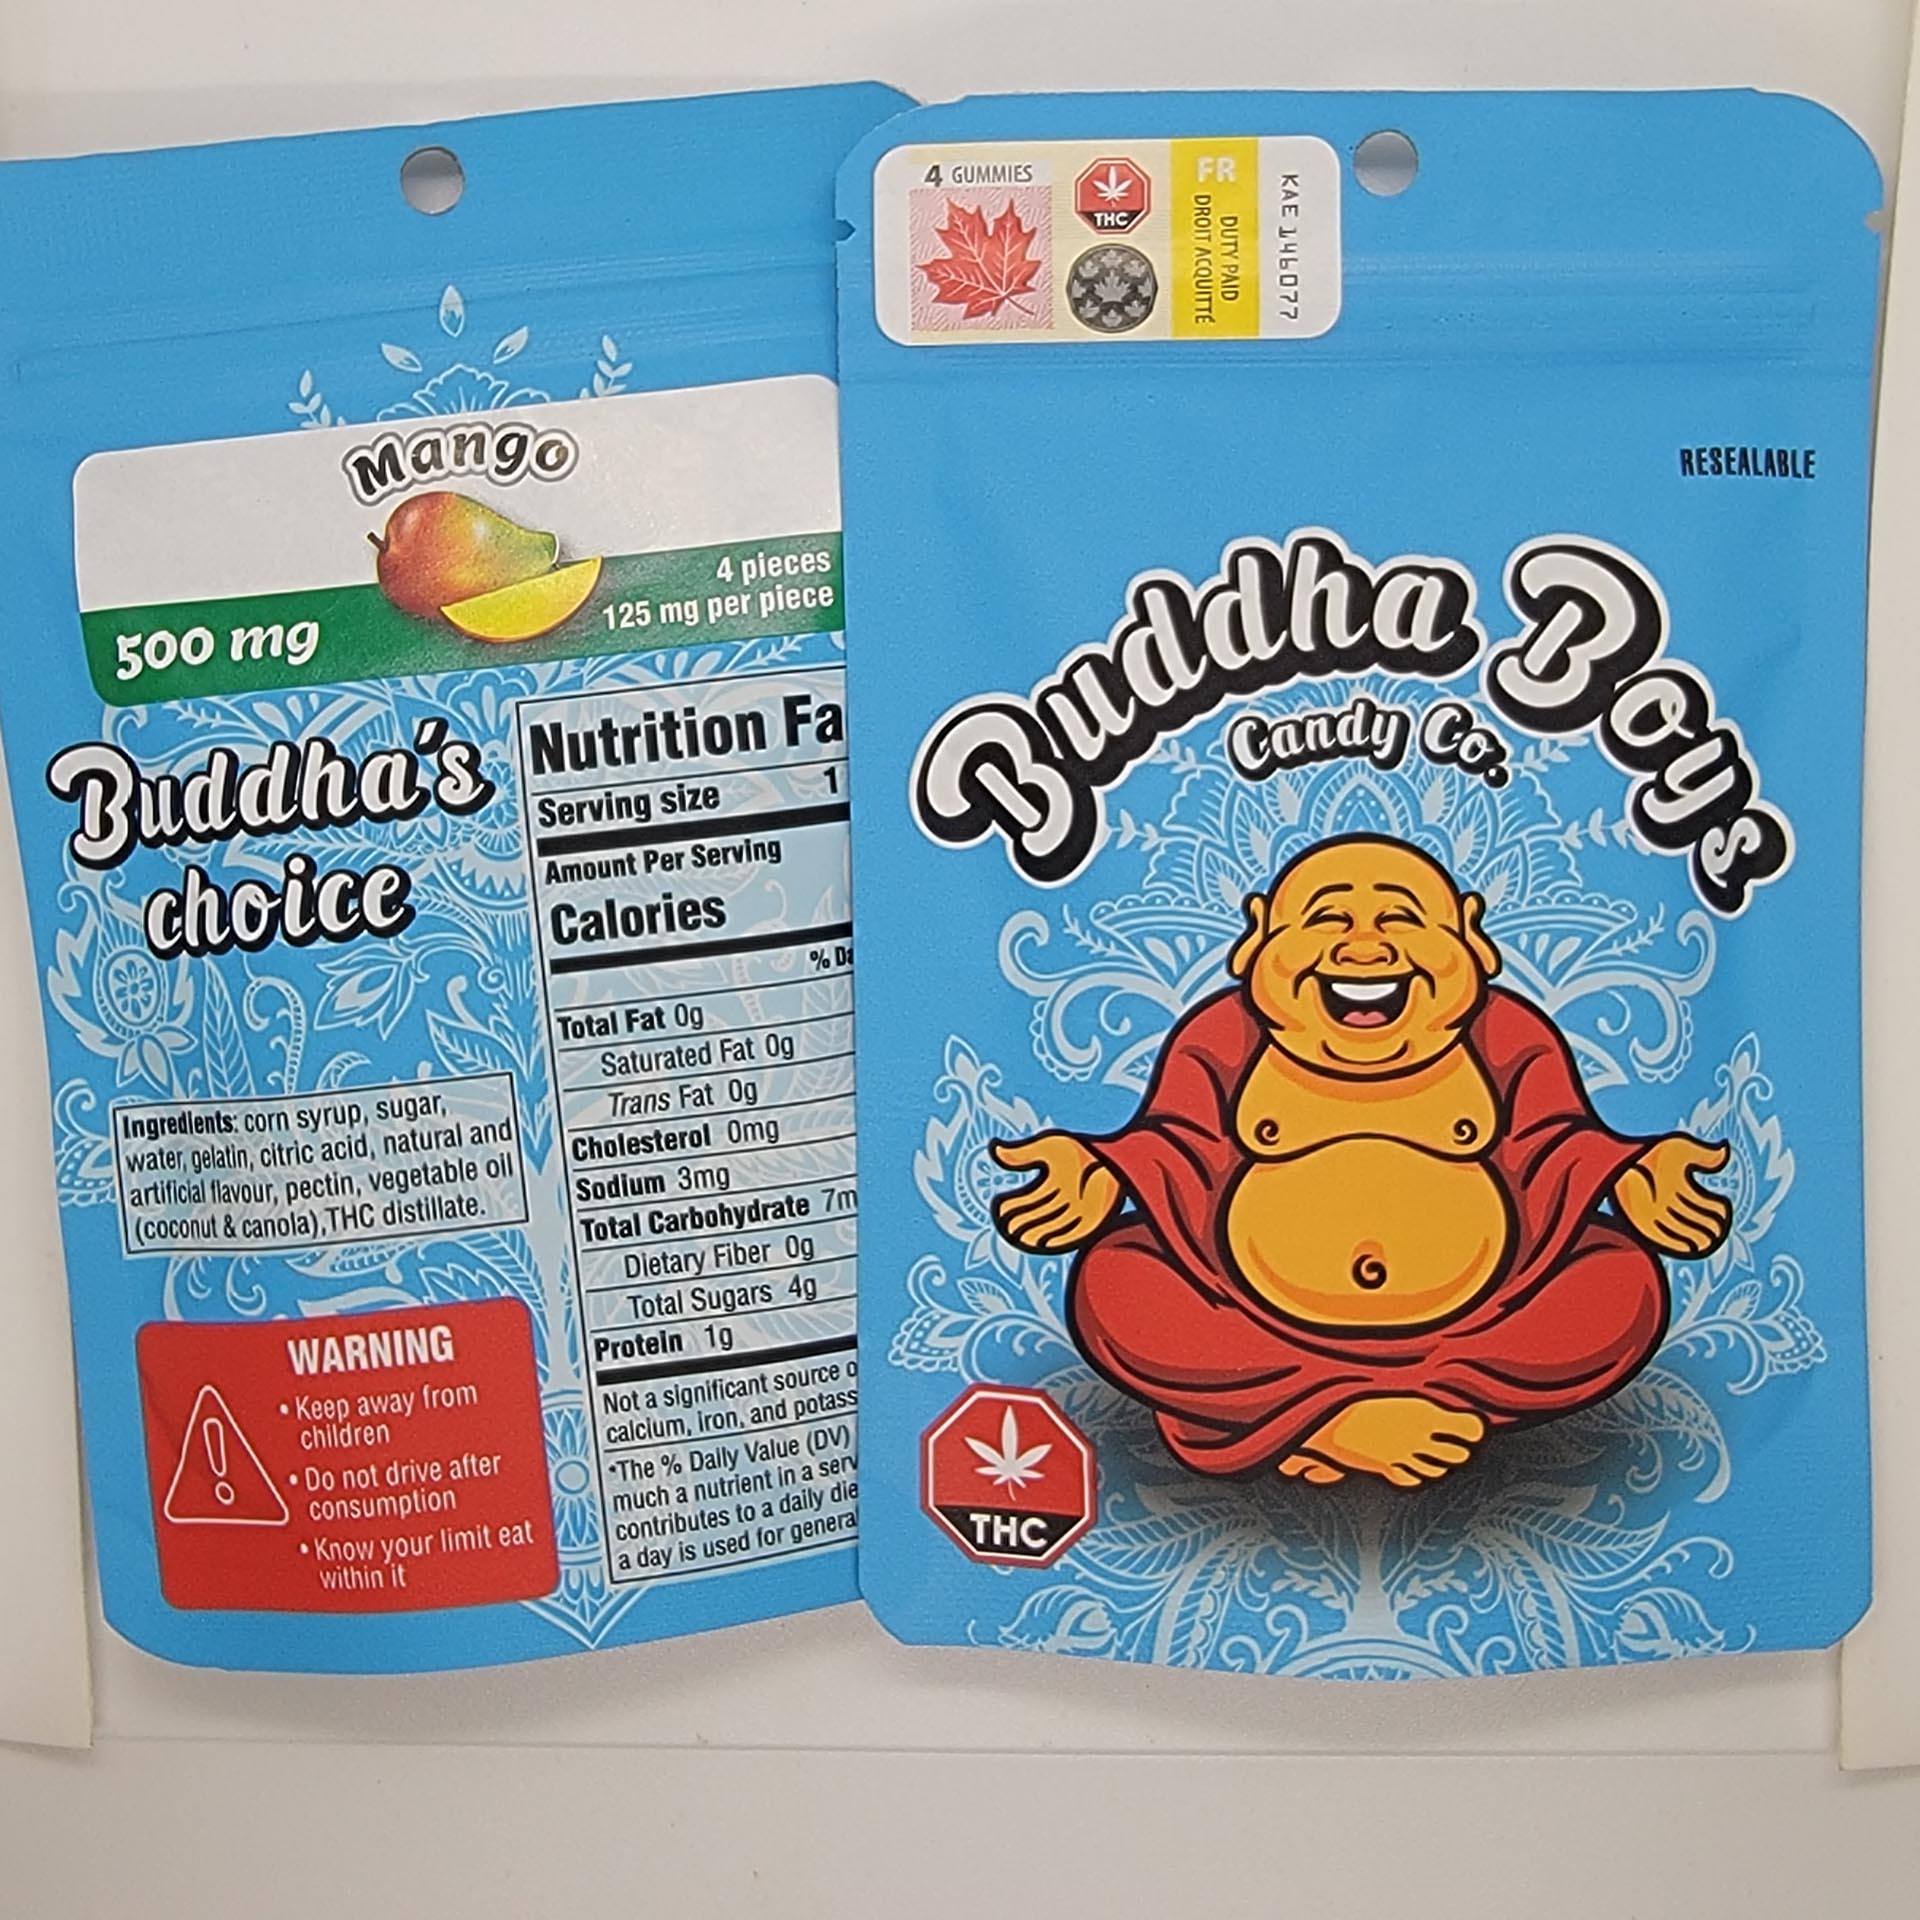 Mango
4 pieces
125 mg per piece
500 mg
Buddha's
choice
Ingredients: corn syrup, sugar,
water, gelatin, citric acid, natural and
artificial flavour, pectin, vegetable oil
(coconut & canola),THC distillate.
WARNING
• Keep away from
children
• Do not drive after
consumption
• Know your limit eat
within it
Nutrition Fa
Serving size 1
Amount Per Serving
Calories
% Da
Total Fat 0g
Saturated Fat 0g
Trans Fat 0g
Cholesterol 0mg
Sodium 3mg
Total Carbohydrate 7m
Dietary Fiber 0g
Total Sugars 4g
Protein 1g
Not a significant source o
calcium, iron, and potass
*The % Daily Value (DV)
much a nutrient in a serv
contributes to a daily die
a day is used for genera
4 GUMMIES
THC
FR
DUTY PAID
DROIT ACQUITTÉ
KAE 146077
RESEALABLE
Buddha Boys
Candy Co.
THC